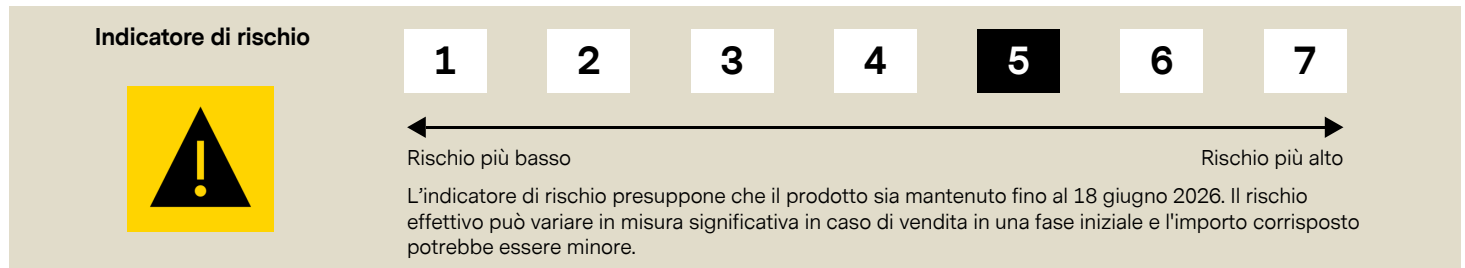 Indicatore di rischio
1 2 3 4 5 6 7
Rischio più basso Rischio più alto
L’indicatore di rischio presuppone che il prodotto sia mantenuto fino al 18 giugno 2026. Il rischio
effettivo può variare in misura significativa in caso di vendita in una fase iniziale e l'importo corrisposto
potrebbe essere minore.